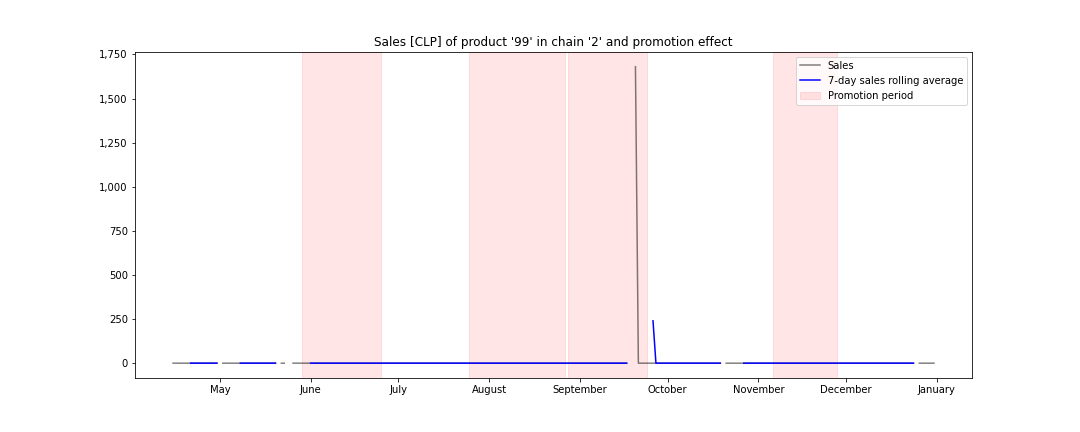 Sales [CLP] of product '99' in chain '2' and promotion effect
1,750
1,500
1,250
1,000
750
500
250
0
Sales
7-day sales rolling average
Promotion period
May June July August September October November December January